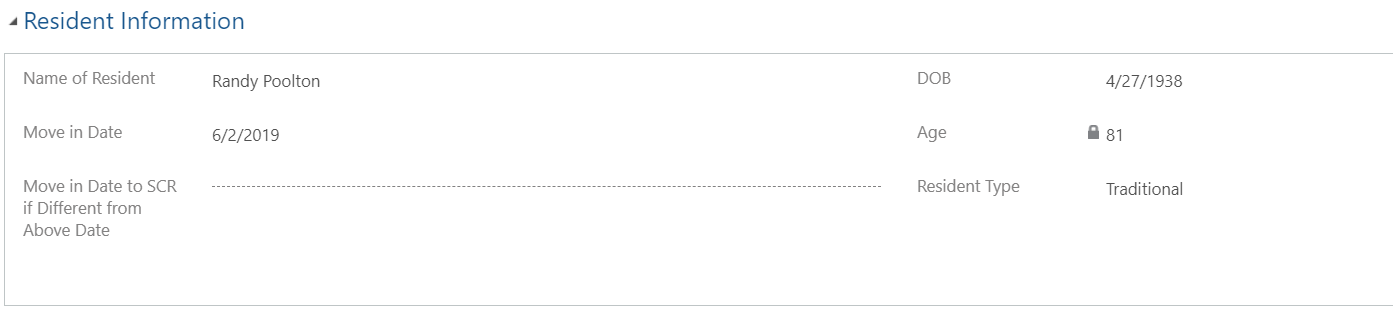 Resident Information
Name of Resident Randy Poolton DOB 4/27/1938
Move in Date 6/2/2019 Age 81
Move in Date to SCR Resident Type Traditional
if Different from
Above Date